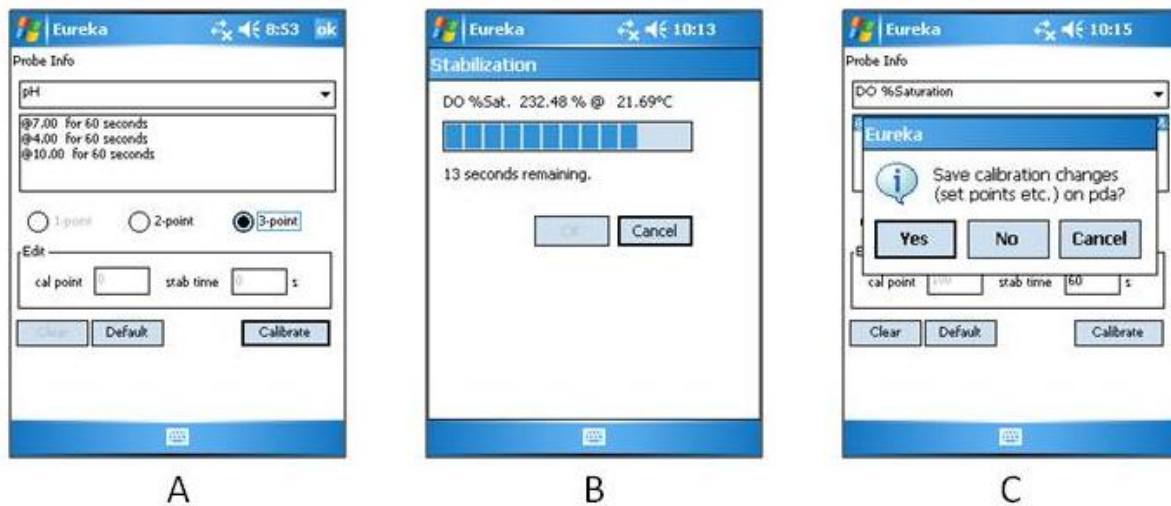 Eureka 8:53 ok
Probe Info
pH
@7.00 for 60 seconds
@4.00 for 60 seconds
@10.00 for 60 seconds
1-point 2-point 3-point
Edit
cal point 0 stab time 0 s
Clear Default Calibrate
A
Eureka 10:13
Stabilization
DO %Sat. 232.48 % @ 21.69°C
13 seconds remaining.
OK Cancel
B
Eureka 10:15
Probe Info
DO %Saturation
Eureka
Save calibration changes
(set points etc.) on pda?
Yes No Cancel
cal point 100 stab time 60 s
Clear Default Calibrate
C